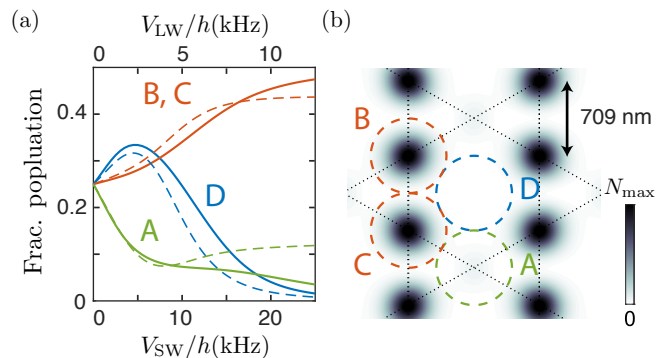 (a)
V_LW/h(kHz)
0 5 10
0.4
0.2
0
Frac. popluation
B, C
D
A
0 10 20
V_SW/h(kHz)
(b)
B
D
C
A
709 nm
N_max
0